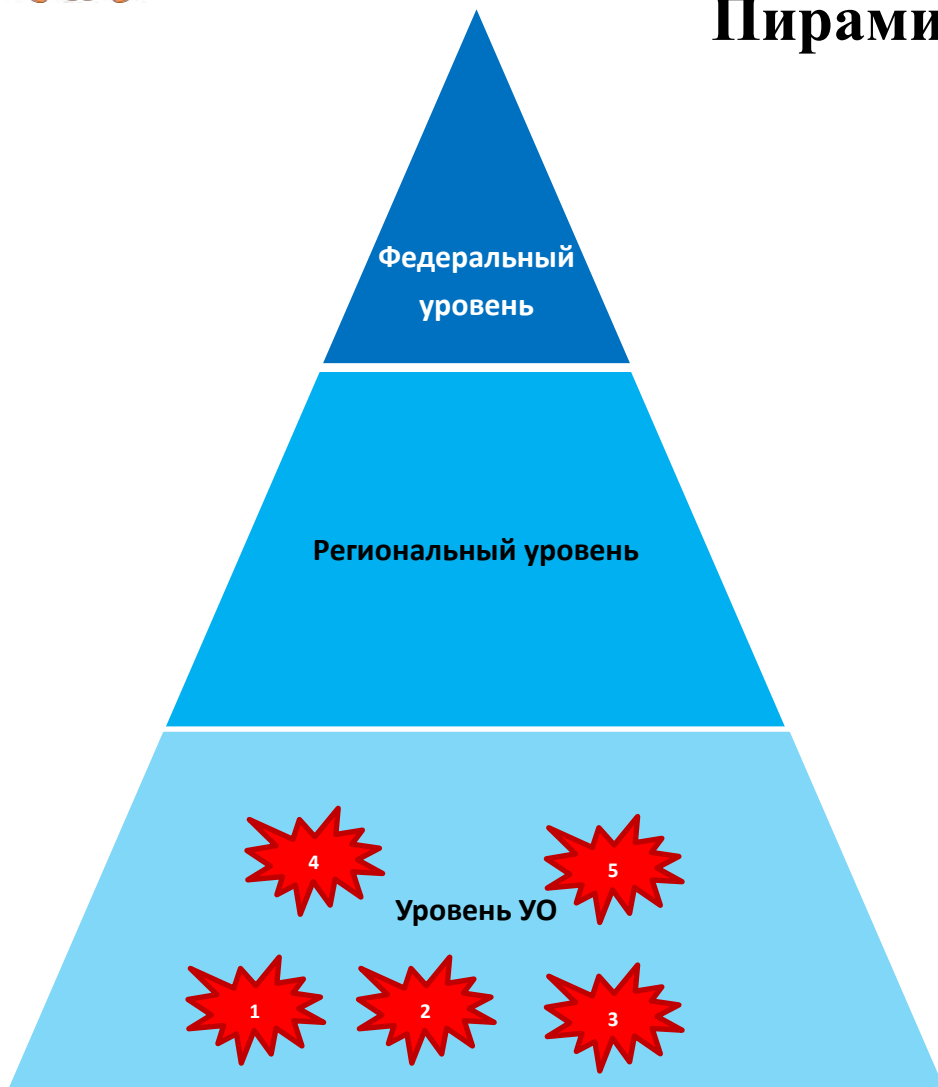 Пирами
Федеральный
уровень
Региональный уровень
4
5
Уровень УО
1
2
3